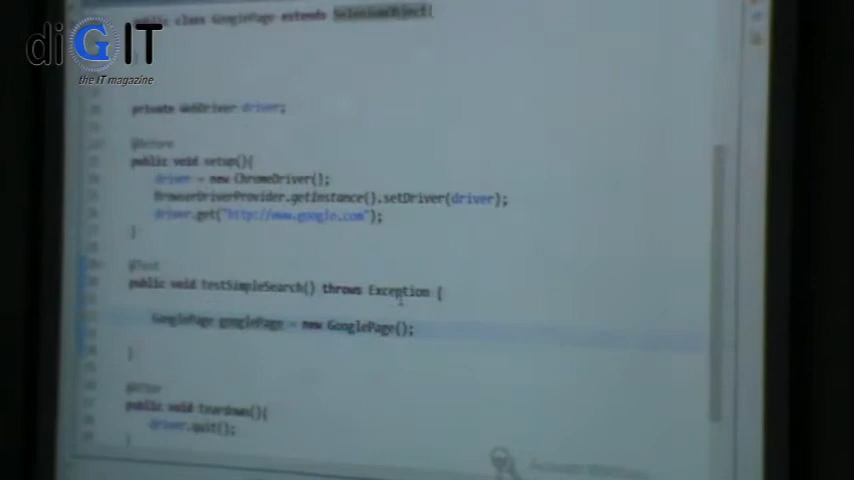 diGIT
the IT magazine
public class GooglePage extends SeleniumObject{
private WebDriver driver;
@Before
public void setup(){
driver = new ChromeDriver();
BrowserDriverProvider.getInstance().setDriver(driver);
driver.get("http://www.google.com");
}
@Test
public void testSimpleSearch() throws Exception {
GooglePage googlePage = new GooglePage();
}
@After
public void teardown(){
driver.quit();
}